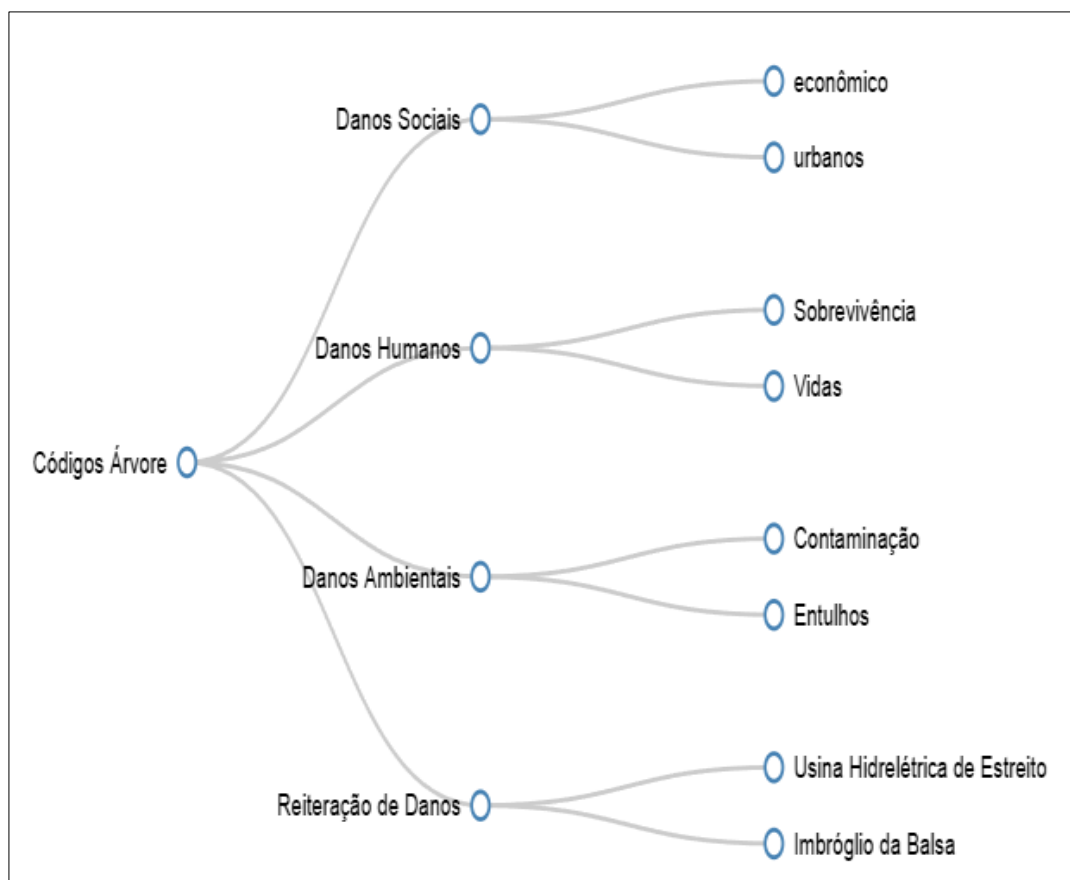 Códigos Árvore
Danos Sociais
econômico
urbanos
Danos Humanos
Sobrevivência
Vidas
Danos Ambientais
Contaminação
Entulhos
Reiteração de Danos
Usina Hidrelétrica de Estreito
Imbróglio da Balsa